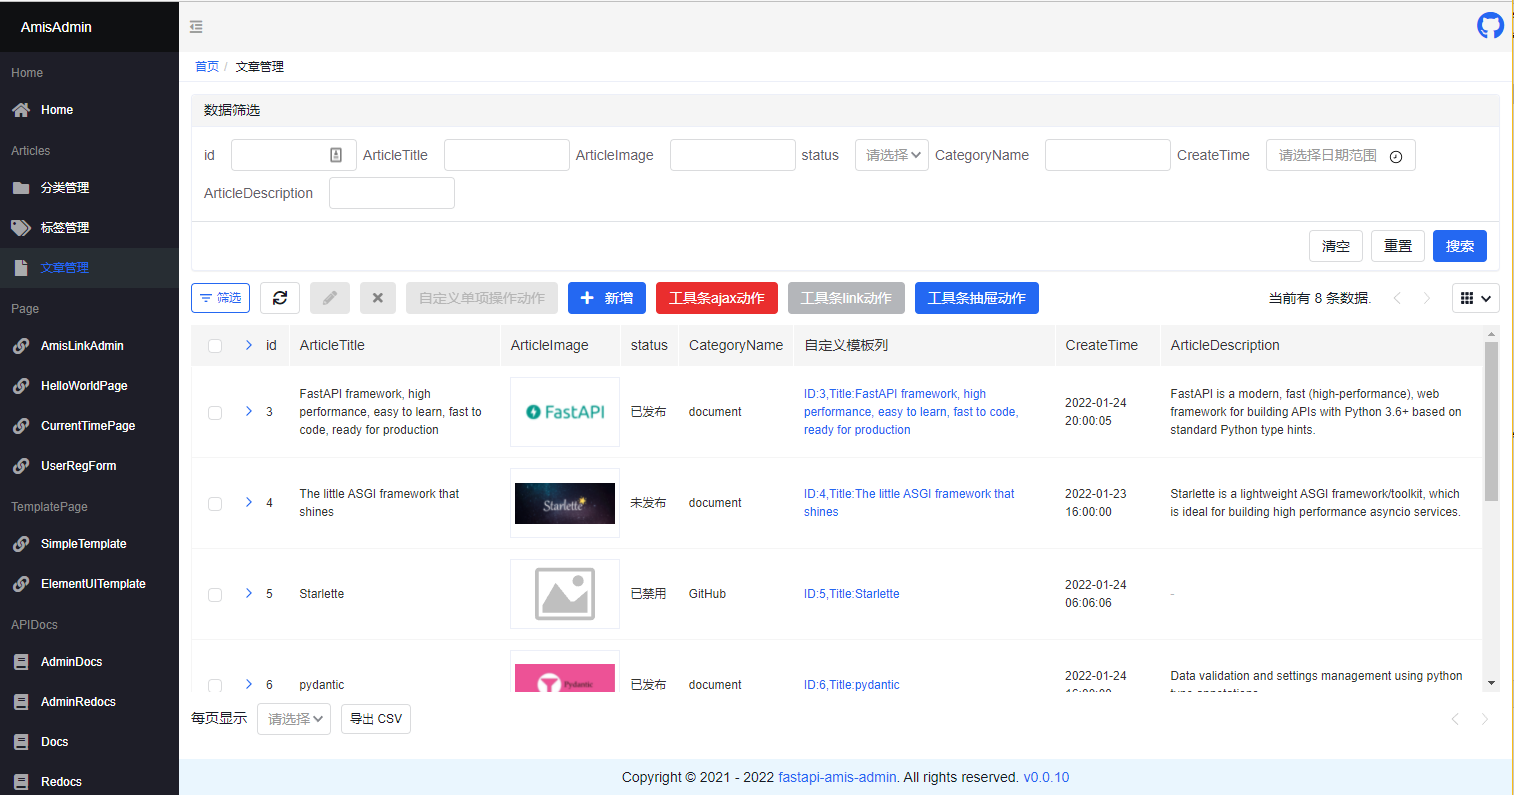 AmisAdmin
Home
Home
Articles
分类管理
标签管理
文章管理
Page
AmisLinkAdmin
HelloWorldPage
CurrentTimePage
UserRegForm
TemplatePage
SimpleTemplate
ElementUITemplate
APIDocs
AdminDocs
AdminRedocs
Docs
Redocs
首页 / 文章管理
数据筛选
id ArticleTitle ArticleImage status 请选择 CategoryName CreateTime 请选择日期范围
ArticleDescription
清空 重置 搜索
筛选 自定义单项操作动作 新增 工具条ajax动作 工具条link动作 工具条抽屉动作 当前有 8 条数据.
id ArticleTitle ArticleImage status CategoryName 自定义模板列 CreateTime ArticleDescription
3
FastAPI framework, high
performance, easy to learn, fast to
code, ready for production
FastAPI
已发布
document
ID:3,Title:FastAPI framework, high
performance, easy to learn, fast to code,
ready for production
2022-01-24
20:00:05
FastAPI is a modern, fast (high-performance), web
framework for building APIs with Python 3.6+ based on
standard Python type hints.
4
The little ASGI framework that
shines
Starlette
未发布
document
ID:4,Title:The little ASGI framework that
shines
2022-01-23
16:00:00
Starlette is a lightweight ASGI framework/toolkit, which
is ideal for building high performance asyncio services.
5
Starlette
已禁用
GitHub
ID:5,Title:Starlette
2022-01-24
06:06:06
-
6
pydantic
Pydantic
已发布
document
ID:6,Title:pydantic
2022-01-24
Data validation and settings management using python
type annotations
每页显示 请选择 导出 CSV
Copyright © 2021 - 2022 fastapi-amis-admin. All rights reserved. v0.0.10